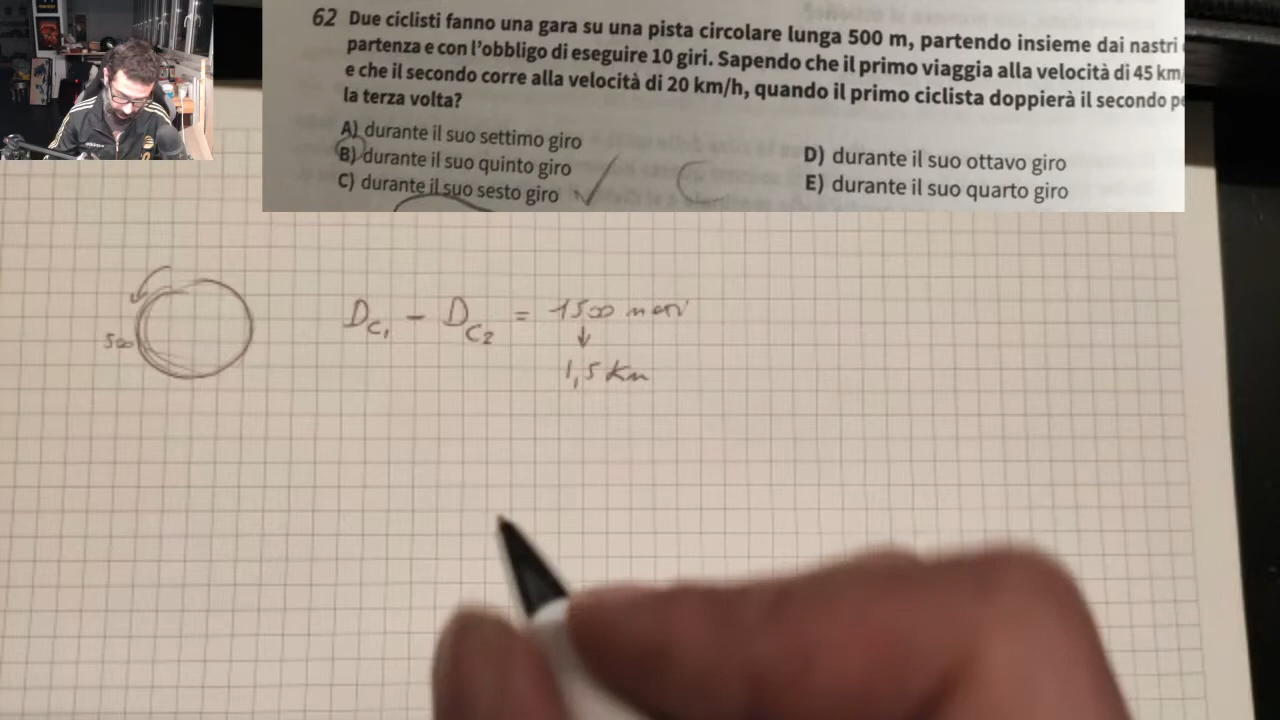 62 Due ciclisti fanno una gara su una pista circolare lunga 500 m, partendo insieme dai nastri
partenza e con l'obbligo di eseguire 10 giri. Sapendo che il primo viaggia alla velocità di 45 km/
e che il secondo corre alla velocità di 20 km/h, quando il primo ciclista doppierà il secondo pe
la terza volta?
A) durante il suo settimo giro
B) durante il suo quinto giro
C) durante il suo sesto giro
D) durante il suo ottavo giro
E) durante il suo quarto giro
500
D_C1 - D_C2 = 1500 metri
↓
1,5 Km